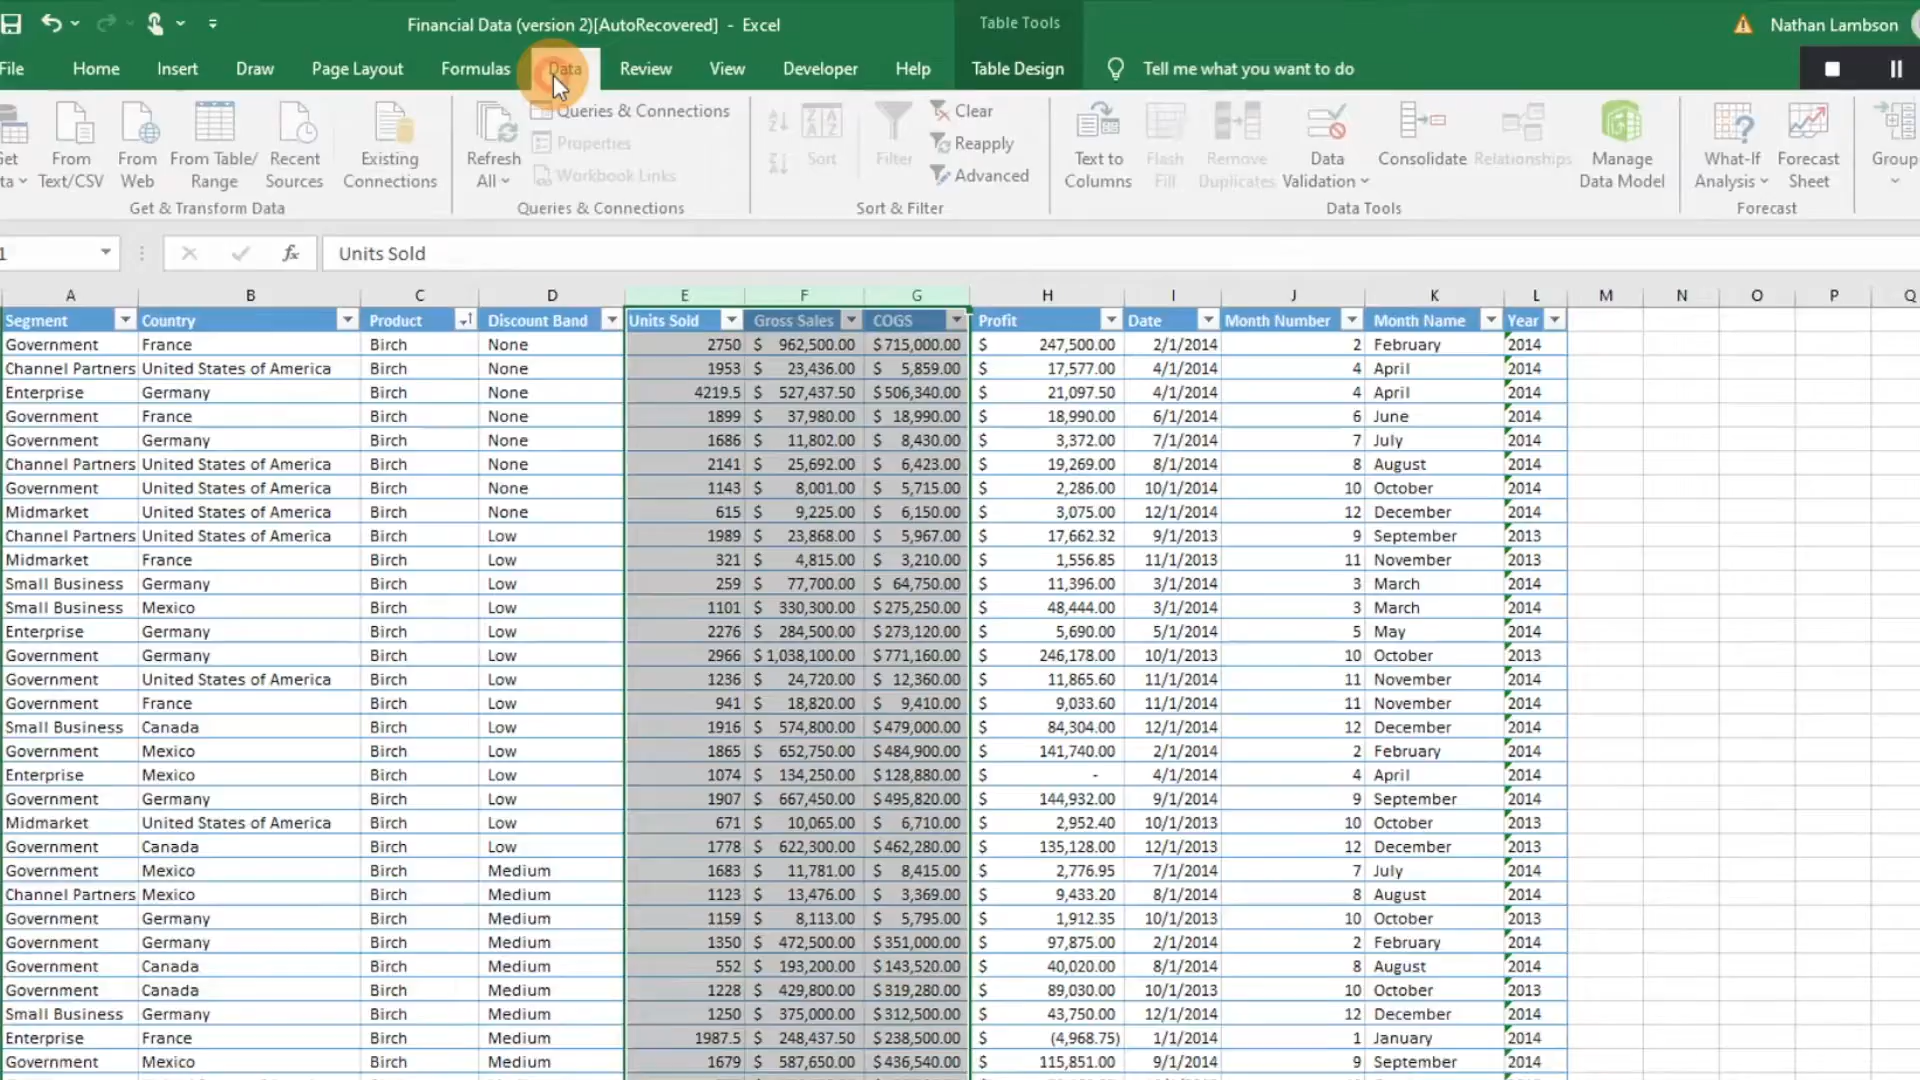 Financial Data (version 2)[AutoRecovered] - Excel
Table Tools
Nathan Lambson
File Home Insert Draw Page Layout Formulas Data Review View Developer Help Table Design Tell me what you want to do
From Text/CSV
From Web
From Table/ Range
Recent Sources
Existing Connections
Get & Transform Data
Refresh All
Queries & Connections
Properties
Workbook Links
Queries & Connections
Sort
Filter
Clear
Reapply
Advanced
Sort & Filter
Text to Columns
Flash Fill
Remove Duplicates
Data Validation
Consolidate
Relationships
Manage Data Model
Data Tools
What-If Analysis
Forecast Sheet
Forecast
Group
1 fx Units Sold
A B C D E F G H I J K L M N O P Q
Segment Country Product Discount Band Units Sold Gross Sales COGS Profit Date Month Number Month Name Year
Government France Birch None 2750 $ 962,500.00 $715,000.00 $ 247,500.00 2/1/2014 2 February 2014
Channel Partners United States of America Birch None 1953 $ 23,436.00 $ 5,859.00 $ 17,577.00 4/1/2014 4 April 2014
Enterprise Germany Birch None 4219.5 $ 527,437.50 $506,340.00 $ 21,097.50 4/1/2014 4 April 2014
Government France Birch None 1899 $ 37,980.00 $ 18,990.00 $ 18,990.00 6/1/2014 6 June 2014
Government Germany Birch None 1686 $ 11,802.00 $ 8,430.00 $ 3,372.00 7/1/2014 7 July 2014
Channel Partners United States of America Birch None 2141 $ 25,692.00 $ 6,423.00 $ 19,269.00 8/1/2014 8 August 2014
Government United States of America Birch None 1143 $ 8,001.00 $ 5,715.00 $ 2,286.00 10/1/2014 10 October 2014
Midmarket United States of America Birch None 615 $ 9,225.00 $ 6,150.00 $ 3,075.00 12/1/2014 12 December 2014
Channel Partners United States of America Birch Low 1989 $ 23,868.00 $ 5,967.00 $ 17,662.32 9/1/2013 9 September 2013
Midmarket France Birch Low 321 $ 4,815.00 $ 3,210.00 $ 1,556.85 11/1/2013 11 November 2013
Small Business Germany Birch Low 259 $ 77,700.00 $ 64,750.00 $ 11,396.00 3/1/2014 3 March 2014
Small Business Mexico Birch Low 1101 $ 330,300.00 $275,250.00 $ 48,444.00 3/1/2014 3 March 2014
Enterprise Germany Birch Low 2276 $ 284,500.00 $273,120.00 $ 5,690.00 5/1/2014 5 May 2014
Government Germany Birch Low 2966 $ 1,038,100.00 $771,160.00 $ 246,178.00 10/1/2013 10 October 2013
Government United States of America Birch Low 1236 $ 24,720.00 $ 12,360.00 $ 11,865.60 11/1/2014 11 November 2014
Government France Birch Low 941 $ 18,820.00 $ 9,410.00 $ 9,033.60 11/1/2014 11 November 2014
Small Business Canada Birch Low 1916 $ 574,800.00 $479,000.00 $ 84,304.00 12/1/2014 12 December 2014
Government Mexico Birch Low 1865 $ 652,750.00 $484,900.00 $ 141,740.00 2/1/2014 2 February 2014
Enterprise Mexico Birch Low 1074 $ 134,250.00 $128,880.00 $ - 4/1/2014 4 April 2014
Government Germany Birch Low 1907 $ 667,450.00 $495,820.00 $ 144,932.00 9/1/2014 9 September 2014
Midmarket United States of America Birch Low 671 $ 10,065.00 $ 6,710.00 $ 2,952.40 10/1/2013 10 October 2013
Government Canada Birch Low 1778 $ 622,300.00 $462,280.00 $ 135,128.00 12/1/2013 12 December 2013
Government Mexico Birch Medium 1683 $ 11,781.00 $ 8,415.00 $ 2,776.95 7/1/2014 7 July 2014
Channel Partners Mexico Birch Medium 1123 $ 13,476.00 $ 3,369.00 $ 9,433.20 8/1/2014 8 August 2014
Government Germany Birch Medium 1159 $ 8,113.00 $ 5,795.00 $ 1,912.35 10/1/2013 10 October 2013
Government Germany Birch Medium 1350 $ 472,500.00 $351,000.00 $ 97,875.00 2/1/2014 2 February 2014
Government Canada Birch Medium 552 $ 193,200.00 $143,520.00 $ 40,020.00 8/1/2014 8 August 2014
Government Canada Birch Medium 1228 $ 429,800.00 $319,280.00 $ 89,030.00 10/1/2013 10 October 2013
Small Business Germany Birch Medium 1250 $ 375,000.00 $312,500.00 $ 43,750.00 12/1/2014 12 December 2014
Enterprise France Birch Medium 1987.5 $ 248,437.50 $238,500.00 $ (4,968.75) 1/1/2014 1 January 2014
Government Mexico Birch Medium 1679 $ 587,650.00 $436,540.00 $ 115,851.00 9/1/2014 9 September 2014